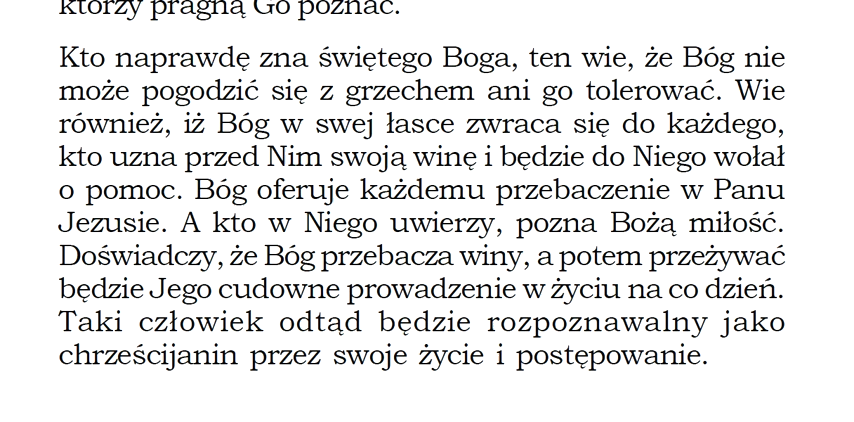 którzy pragną Go poznać.
Kto naprawdę zna świętego Boga, ten wie, że Bóg nie
może pogodzić się z grzechem ani go tolerować. Wie
również, iż Bóg w swej łasce zwraca się do każdego,
kto uzna przed Nim swoją winę i będzie do Niego wołał
o pomoc. Bóg oferuje każdemu przebaczenie w Panu
Jezusie. A kto w Niego uwierzy, pozna Bożą miłość.
Doświadczy, że Bóg przebacza winy, a potem przeżywać
będzie Jego cudowne prowadzenie w życiu na co dzień.
Taki człowiek odtąd będzie rozpoznawalny jako
chrześcijanin przez swoje życie i postępowanie.